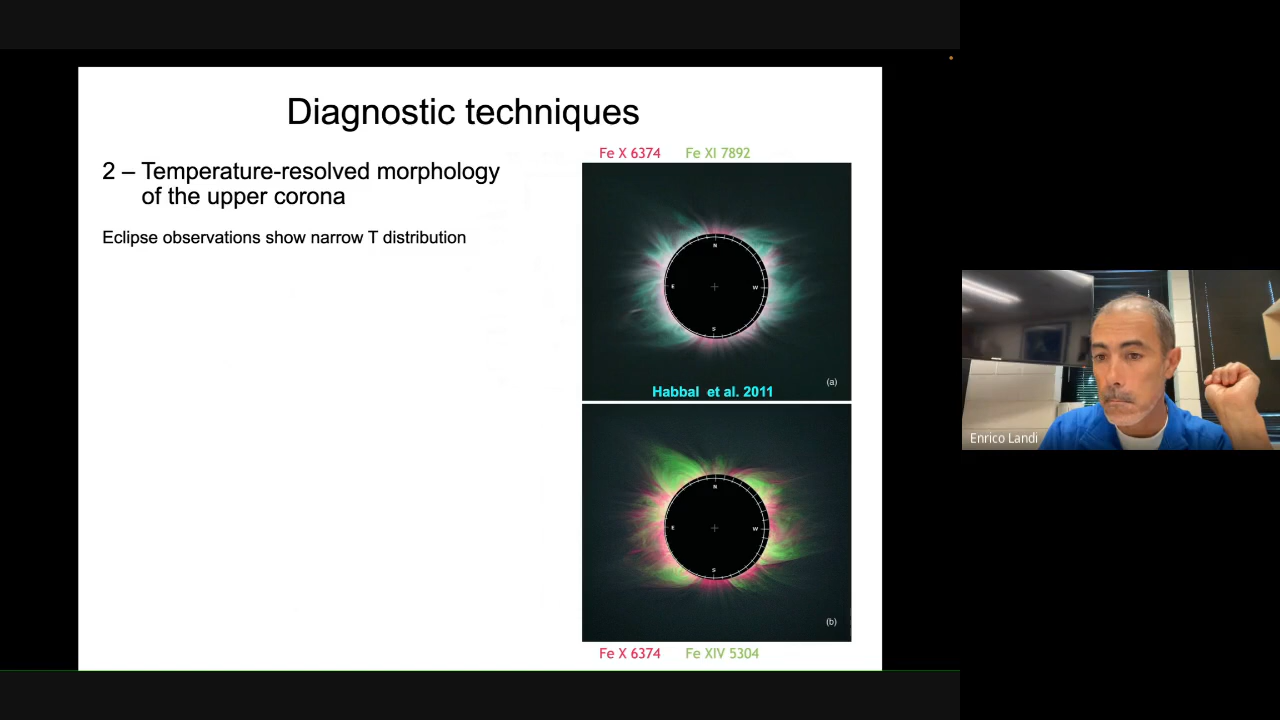 Diagnostic techniques
2 – Temperature-resolved morphology
of the upper corona
Eclipse observations show narrow T distribution
Fe X 6374 Fe XI 7892
N
E
W
S
(a)
Habbal et al. 2011
N
E
W
S
(b)
Fe X 6374 Fe XIV 5304
Enrico Landi